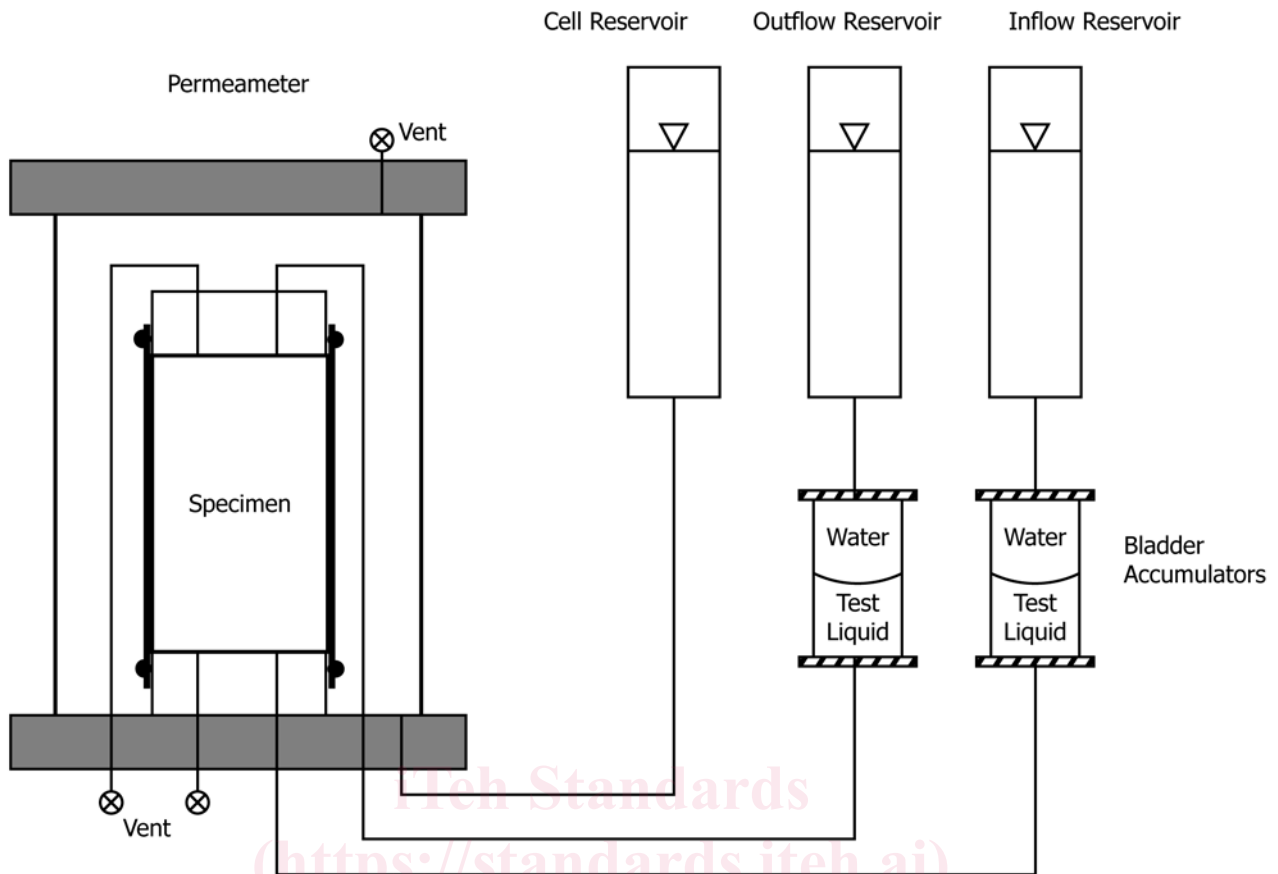 Cell Reservoir
Outflow Reservoir
Inflow Reservoir
Permeameter
Vent
Specimen
Water
Test
Liquid
Water
Test
Liquid
Bladder
Accumulators
Vent
iTeh Standards
(https://standards.iteh.ai)